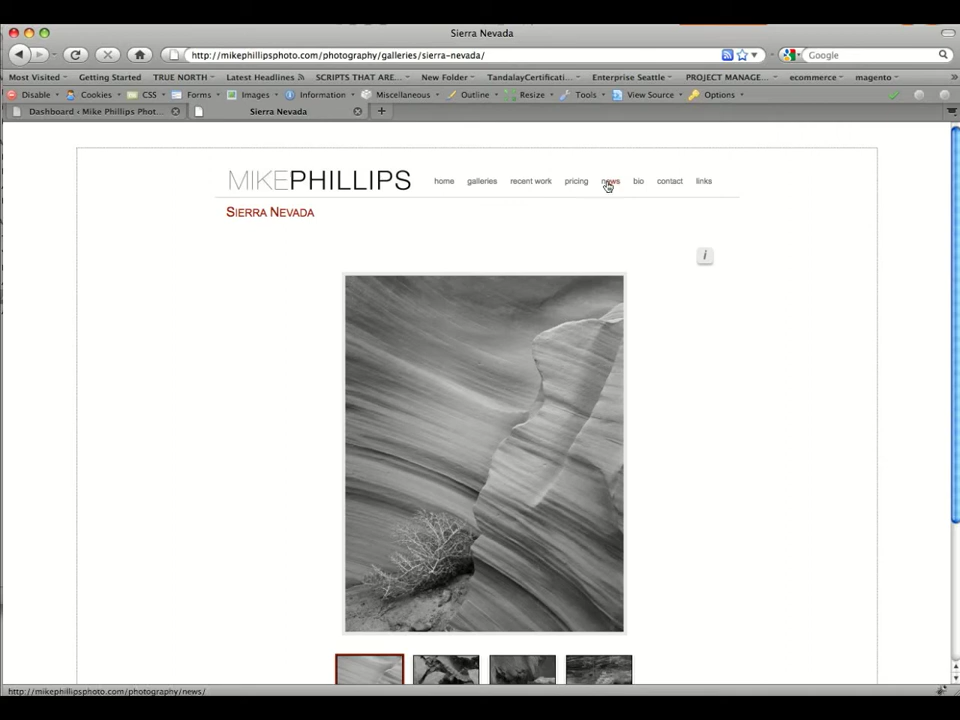 Sierra Nevada
http://mikephillipsphoto.com/photography/galleries/sierra-nevada/
Google
Most Visited Getting Started TRUE NORTH Latest Headlines SCRIPTS THAT ARE... New Folder TandalayCertificati... Enterprise Seattle PROJECT MANAGE... ecommerce magento
Disable Cookies CSS Forms Images Information Miscellaneous Outline Resize Tools View Source Options
Dashboard ‹ Mike Phillips Phot... Sierra Nevada
MIKEPHILLIPS home galleries recent work pricing news bio contact links
SIERRA NEVADA
i
http://mikephillipsphoto.com/photography/news/